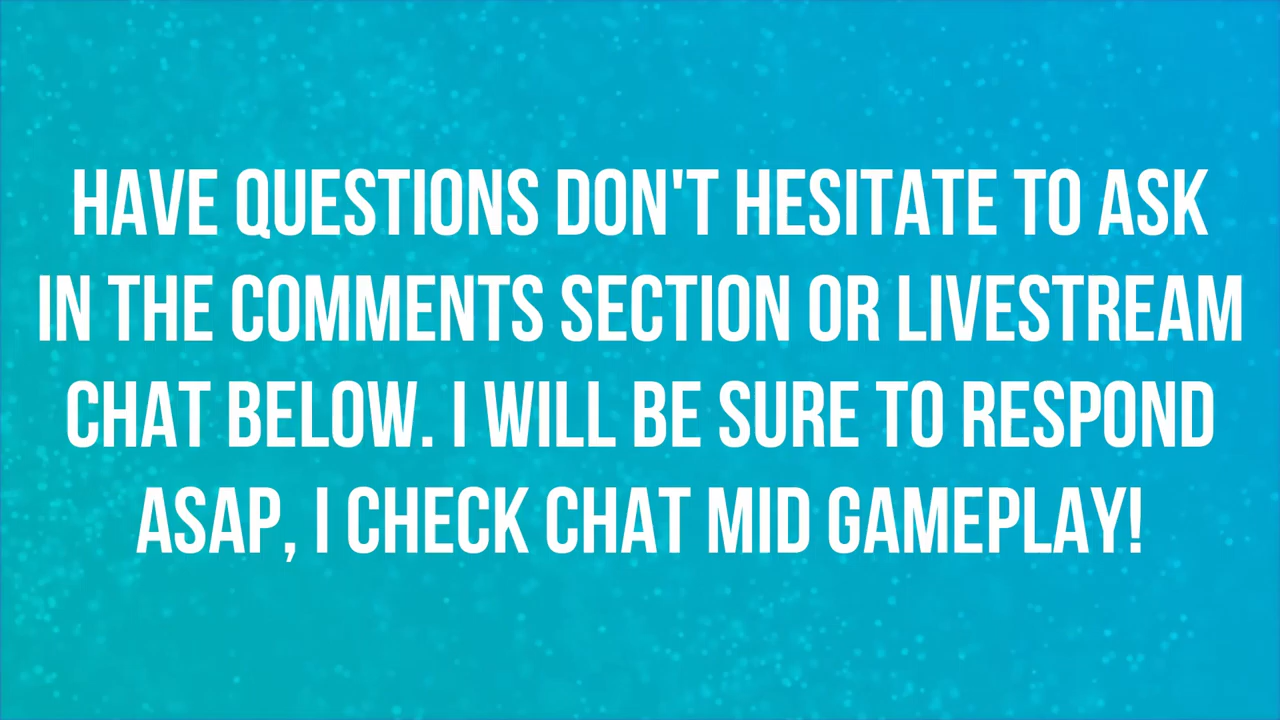 HAVE QUESTIONS DON'T HESITATE TO ASK
IN THE COMMENTS SECTION OR LIVESTREAM
CHAT BELOW. I WILL BE SURE TO RESPOND
ASAP, I CHECK CHAT MID GAMEPLAY!